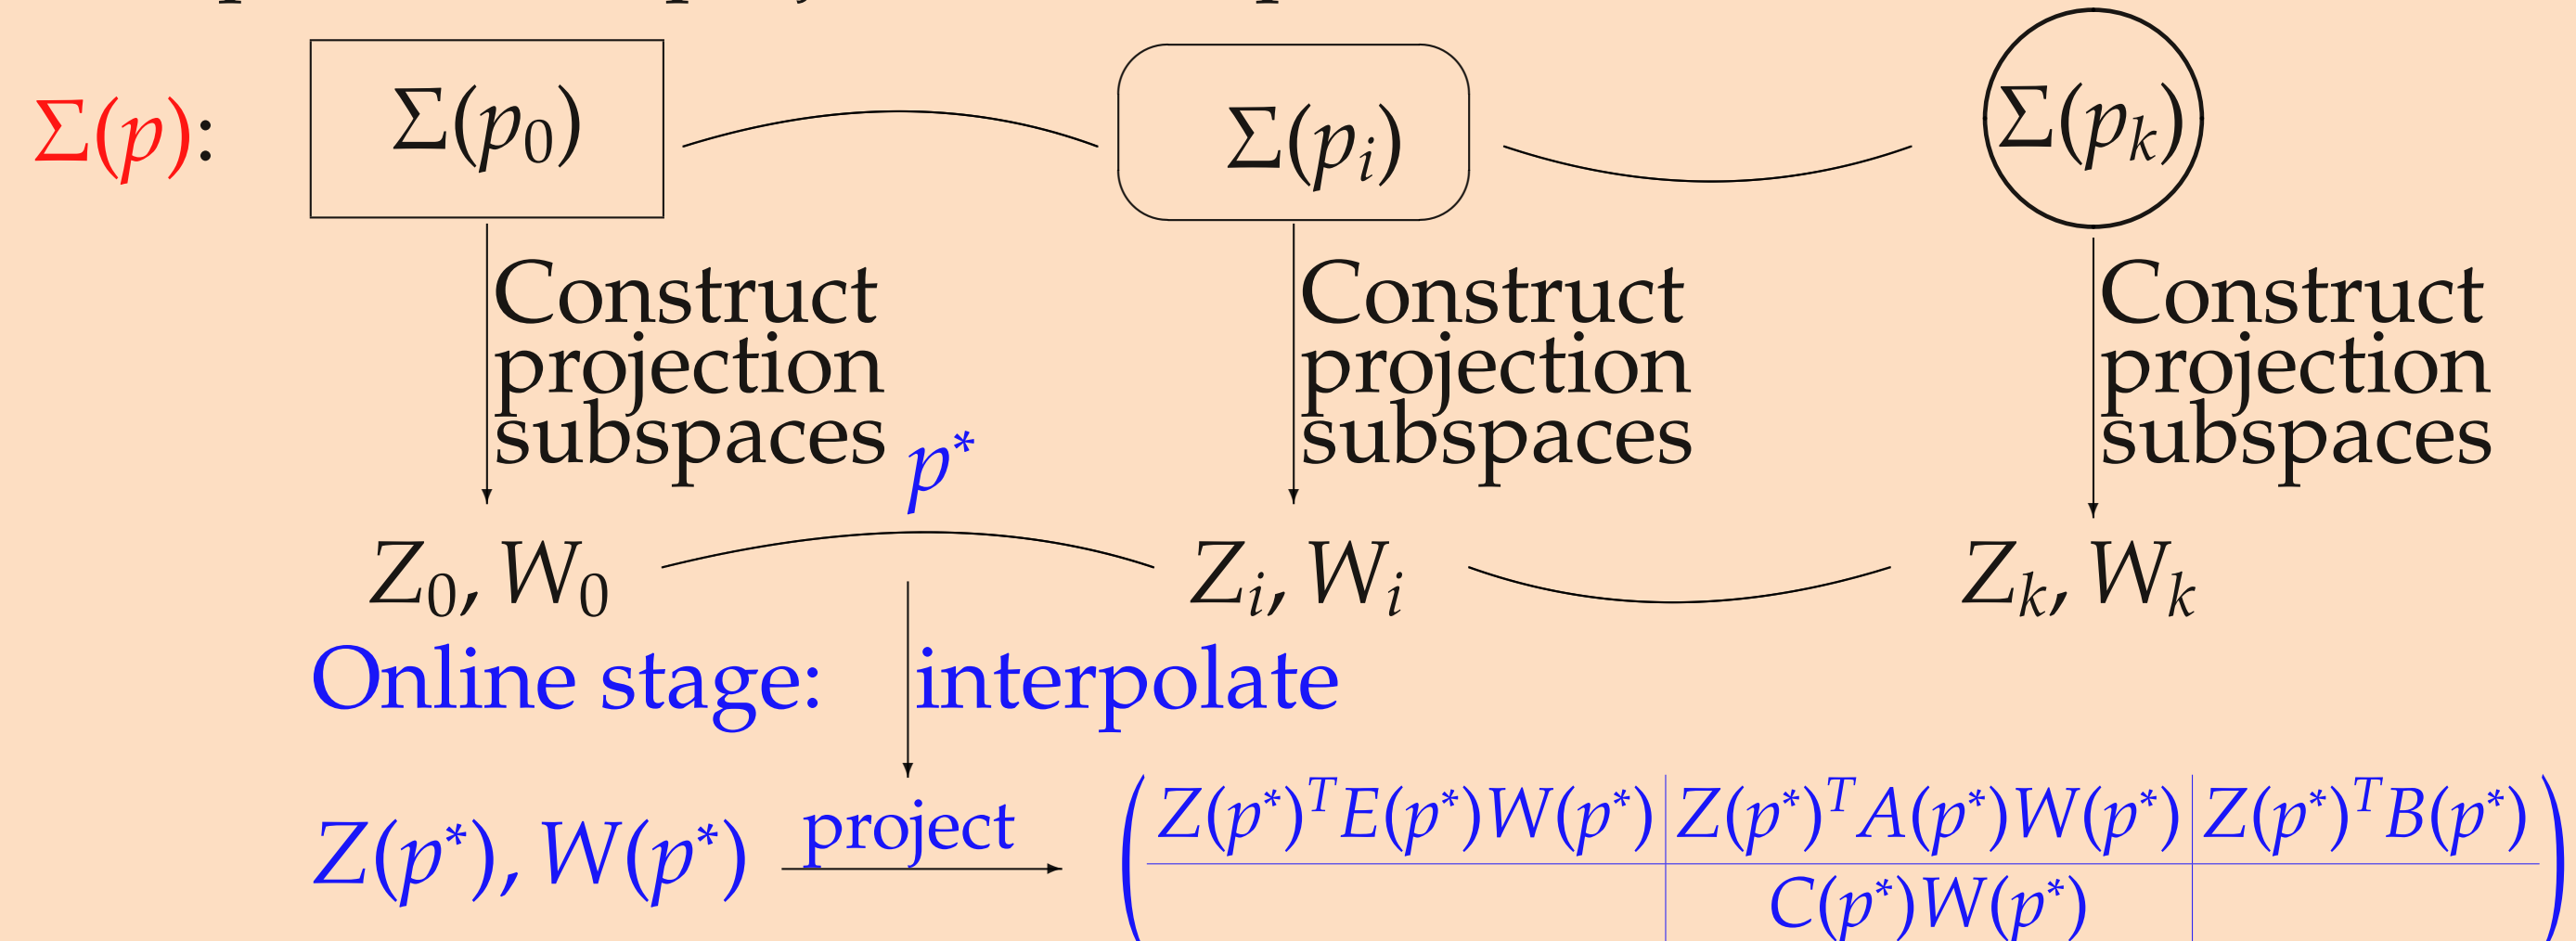 Σ(p): Σ(p₀) Σ(pᵢ) Σ(pₖ)
Construct projection subspaces
Construct projection subspaces
Construct projection subspaces
p*
Z₀, W₀ Zᵢ, Wᵢ Zₖ, Wₖ
Online stage: interpolate
Z(p*), W(p*) project
Z(p*)ᵀE(p*)W(p*) | Z(p*)ᵀA(p*)W(p*) | Z(p*)ᵀB(p*)
C(p*)W(p*)